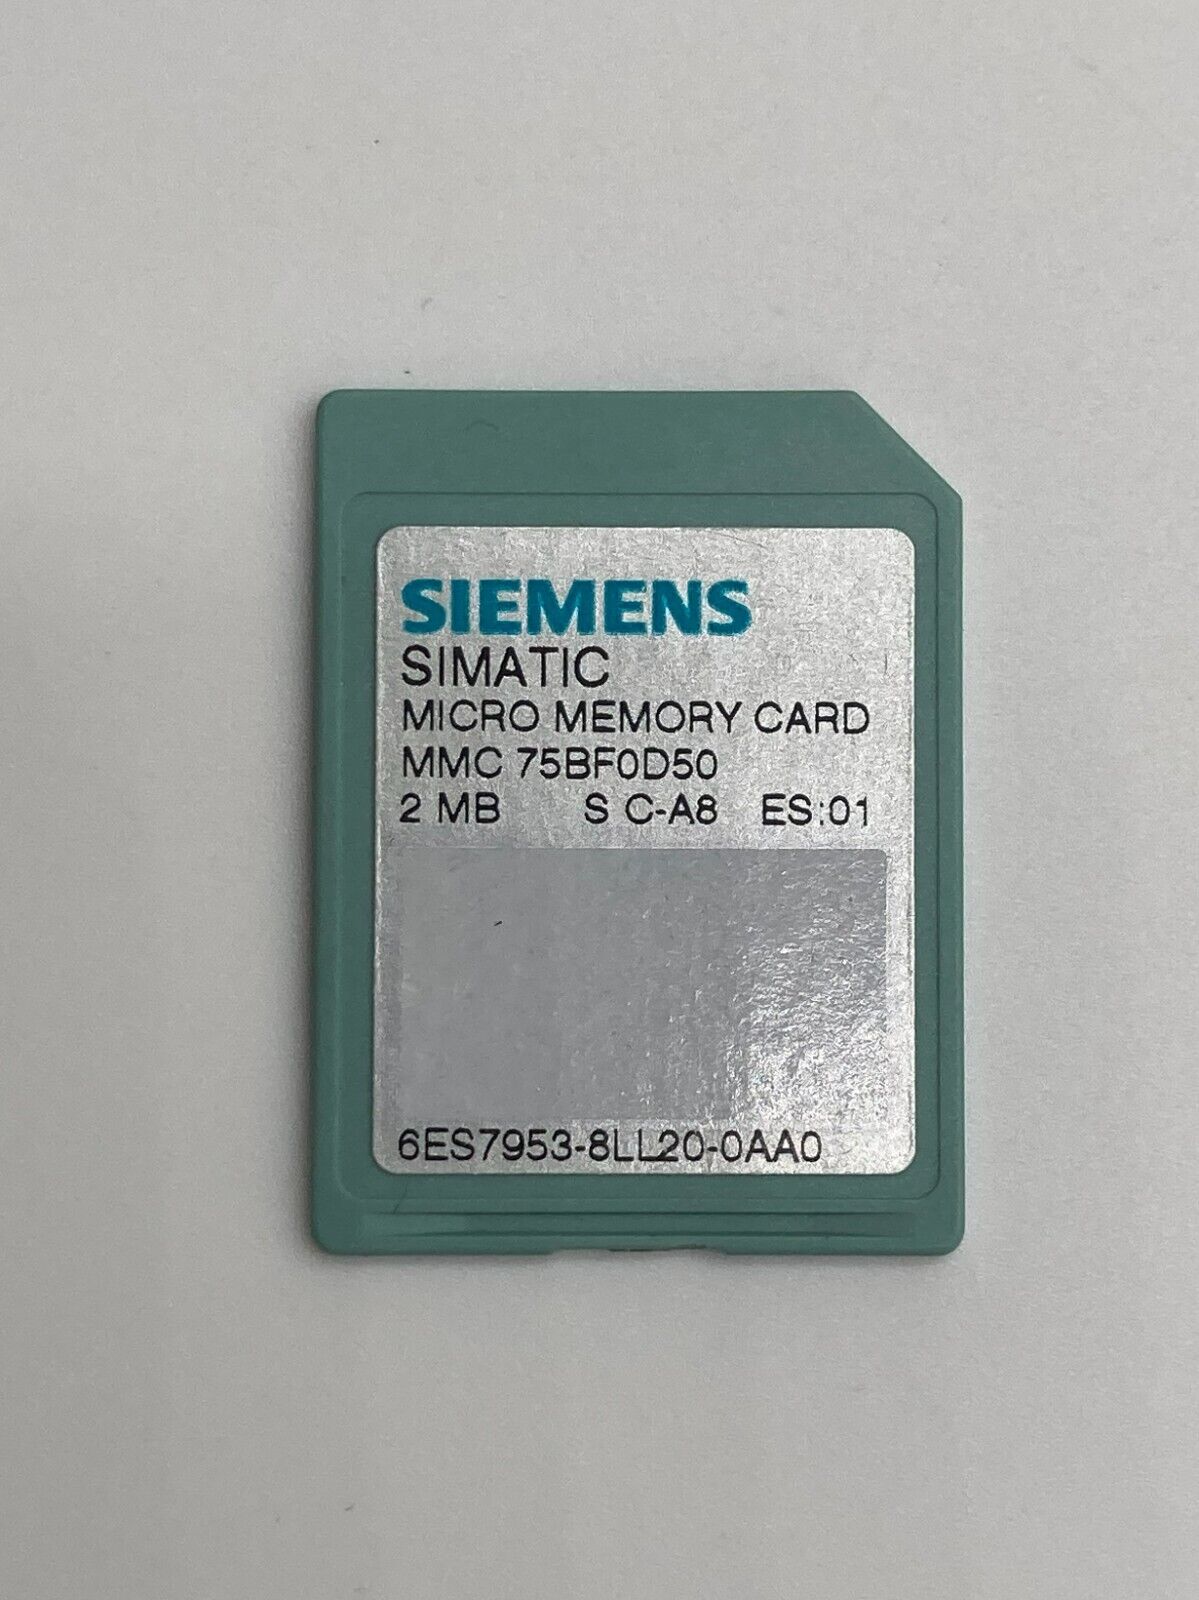 SIEMENS
SIMATIC
MICRO MEMORY CARD
MMC 75BF0D50
2 MB S C-A8 ES:01
6ES7953-8LL20-0AA0